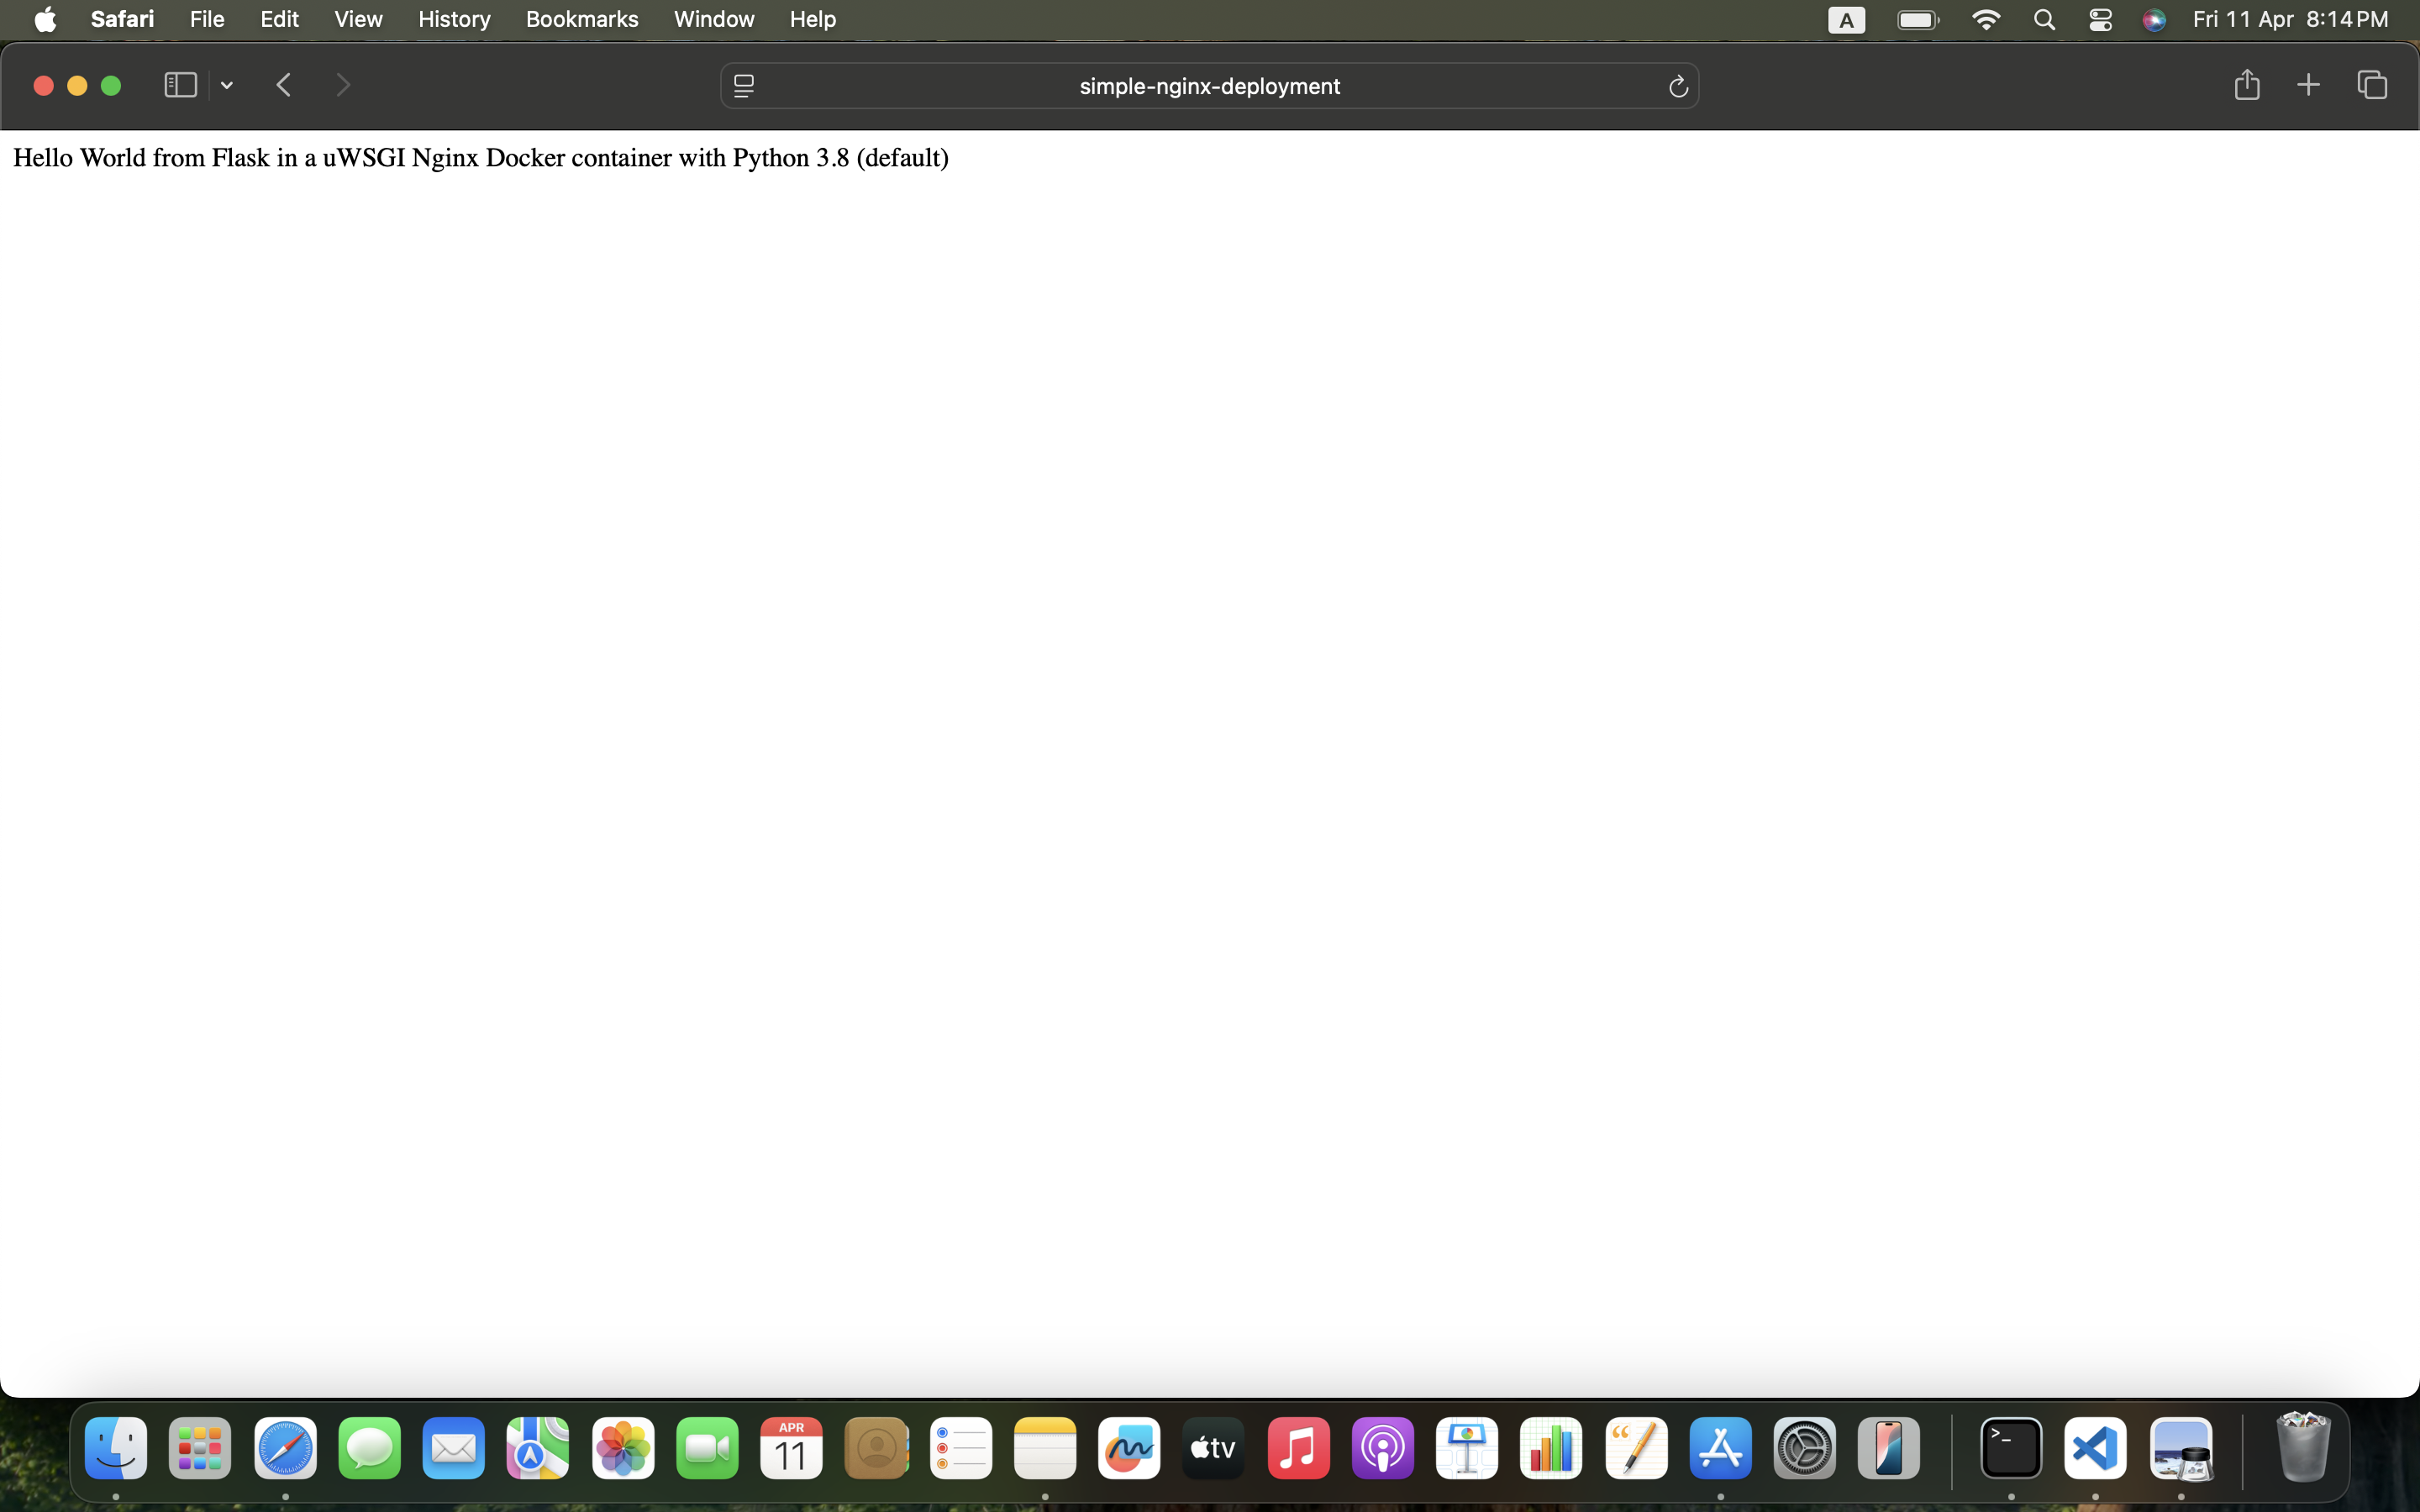 Safari File Edit View History Bookmarks Window Help A Fri 11 Apr 8:14 PM
simple-nginx-deployment
Hello World from Flask in a uWSGI Nginx Docker container with Python 3.8 (default)
APR
11
tv
>_